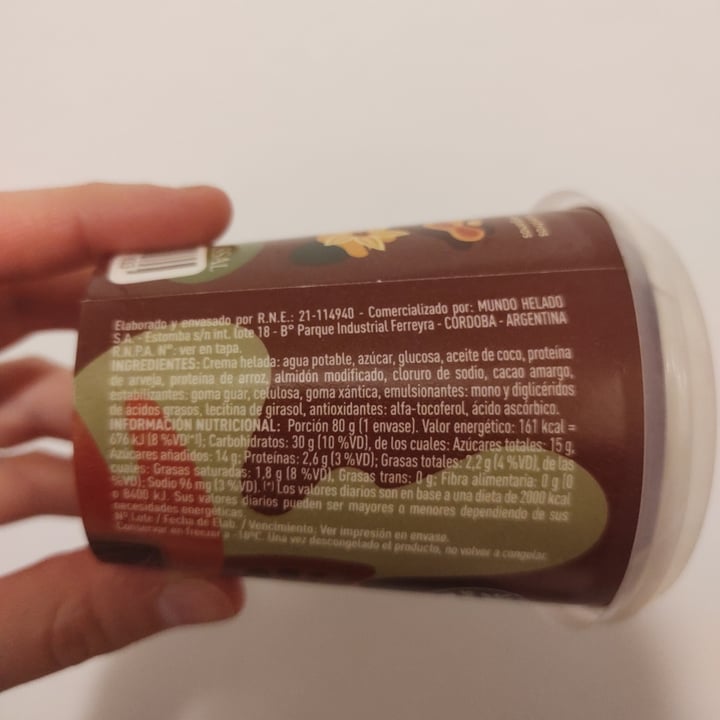 Elaborado y envasado por R.N.E.: 21-114940 - Comercializado por: MUNDO HELADO
S.A. - Estomba s/n int. lote 18 - Bº Parque Industrial Ferreyra - CÓRDOBA - ARGENTINA
R.N.P.A. Nº: ver en tapa.
INGREDIENTES: Crema helada: agua potable, azúcar, glucosa, aceite de coco, proteína
de arveja, proteína de arroz, almidón modificado, cloruro de sodio, cacao amargo,
estabilizantes: goma guar, celulosa, goma xántica, emulsionantes: mono y diglicéridos
de ácidos grasos, lecitina de girasol, antioxidantes: alfa-tocoferol, ácido ascórbico.
INFORMACIÓN NUTRICIONAL: Porción 80 g (1 envase). Valor energético: 161 kcal =
676 kJ (8 %VD(*)); Carbohidratos: 30 g (10 %VD), de los cuales: Azúcares totales: 15 g,
Azúcares añadidos: 14 g; Proteínas: 2,6 g (3 %VD); Grasas totales: 2,2 g (4 %VD), de las
cuales: Grasas saturadas: 1,8 g (8 %VD), Grasas trans: 0 g; Fibra alimentaria: 0 g (0
%VD); Sodio 96 mg (3 %VD). (*) Los valores diarios son en base a una dieta de 2000 kcal
o 8400 kJ. Sus valores diarios pueden ser mayores o menores dependiendo de sus
necesidades energéticas.
Nº Lote / Fecha de Elab. / Vencimiento: Ver impresión en envase.
Conservar en freezer a -18ºC. Una vez descongelado el producto, no volver a congelar.